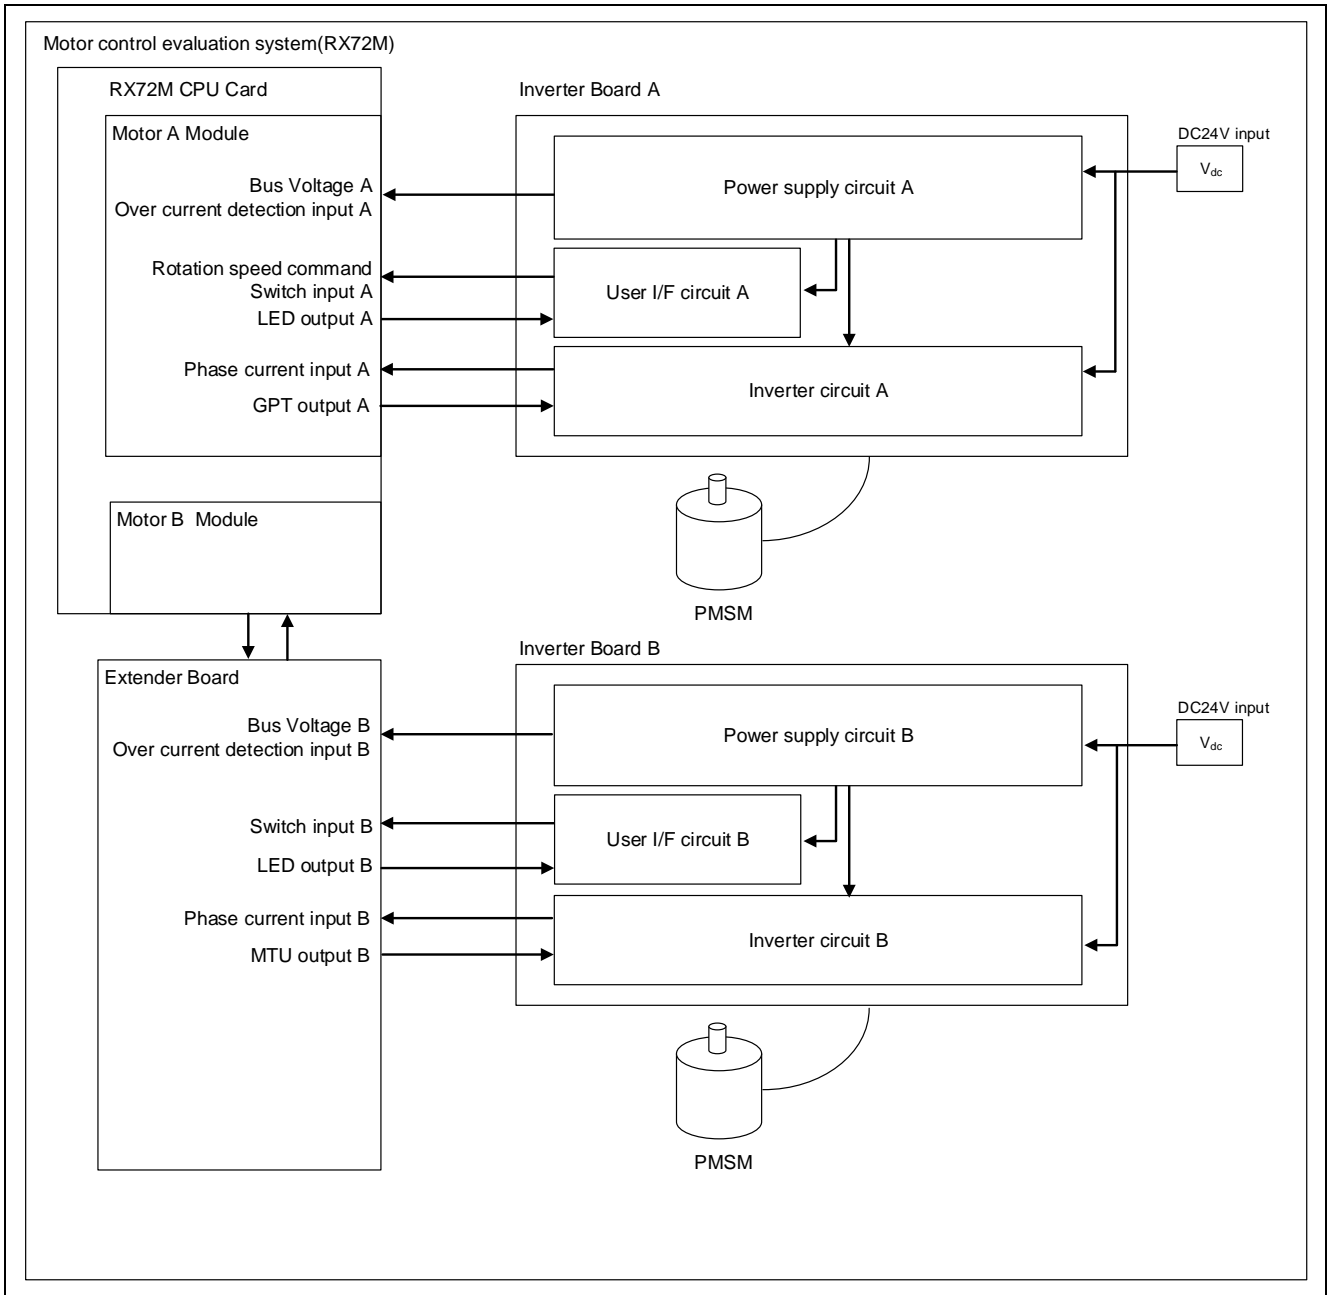 Motor control evaluation system(RX72M)
RX72M CPU Card
Motor A Module
Bus Voltage A
Over current detection input A
Rotation speed command
Switch input A
LED output A
Phase current input A
GPT output A
Motor B  Module
Inverter Board A
Power supply circuit A
User I/F circuit A
Inverter circuit A
DC24V input
Vdc
PMSM
Extender Board
Bus Voltage B
Over current detection input B
Switch input B
LED output B
Phase current input B
MTU output B
Inverter Board B
Power supply circuit B
User I/F circuit B
Inverter circuit B
DC24V input
Vdc
PMSM